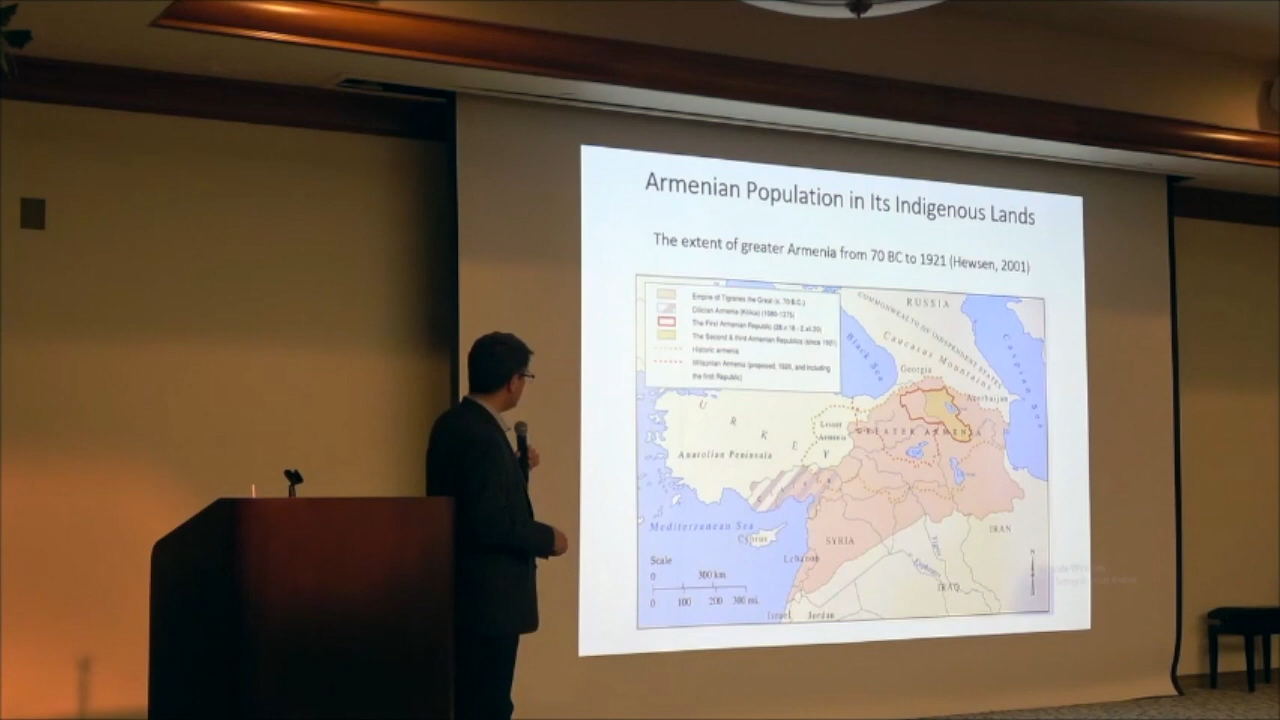 Armenian Population in Its Indigenous Lands
The extent of greater Armenia from 70 BC to 1921 (Hewsen, 2001)
Empire of Tigranes the Great (c. 70 B.C.)
Cilician Armenia (Kilikia) (1080-1375)
The First Armenian Republic
The Second & third Armenian Republics (since 1921)
Historic armenia
Wilsonian Armenia (proposed, 1920, and including
the first Republic)
RUSSIA
COMMONWEALTH OF INDEPENDENT STATES
Caucasus Mountains
Black Sea
Caspian Sea
Georgia
Azerbaijan
URKEY
Lesser
Armenia
GREATER ARMENIA
Anatolian Peninsula
Mediterranean Sea
Cyprus
SYRIA
IRAN
Lebanon
IRAQ
Scale
0 300 km
0 100 200 300 mi.
Israel Jordan
N